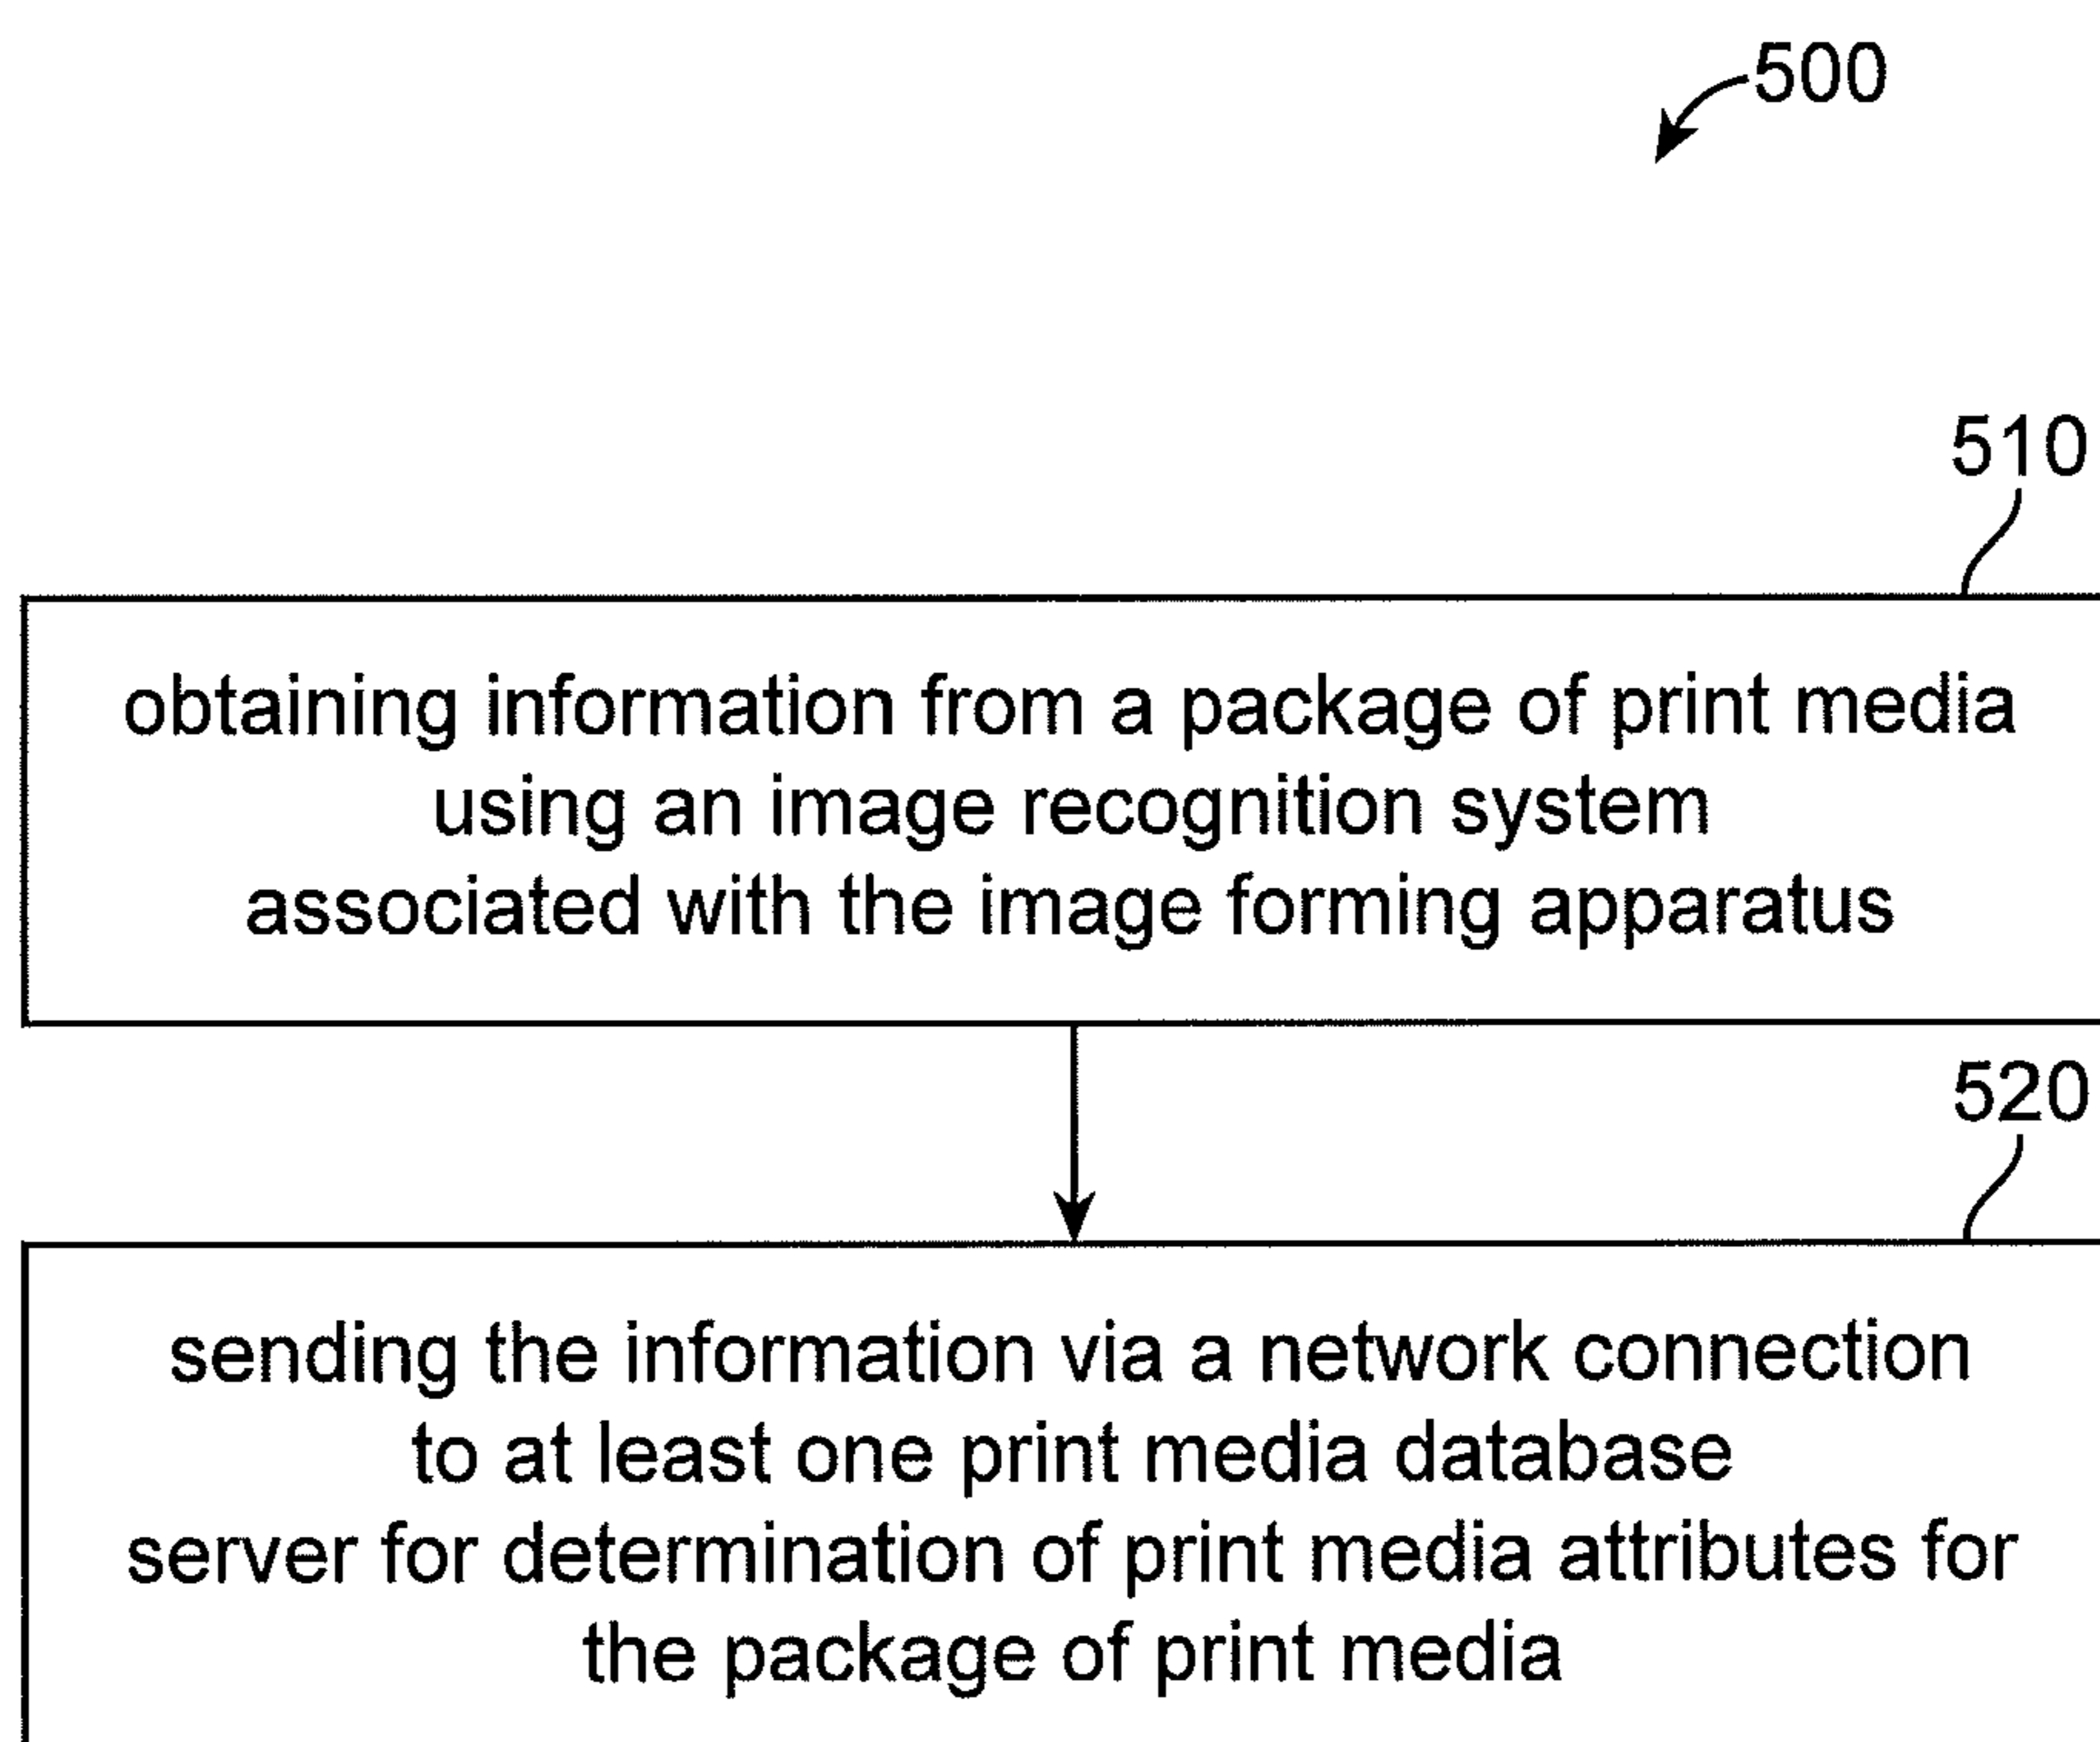 500
510
obtaining information from a package of print media
using an image recognition system
associated with the image forming apparatus
520
sending the information via a network connection
to at least one print media database
server for determination of print media attributes for
the package of print media